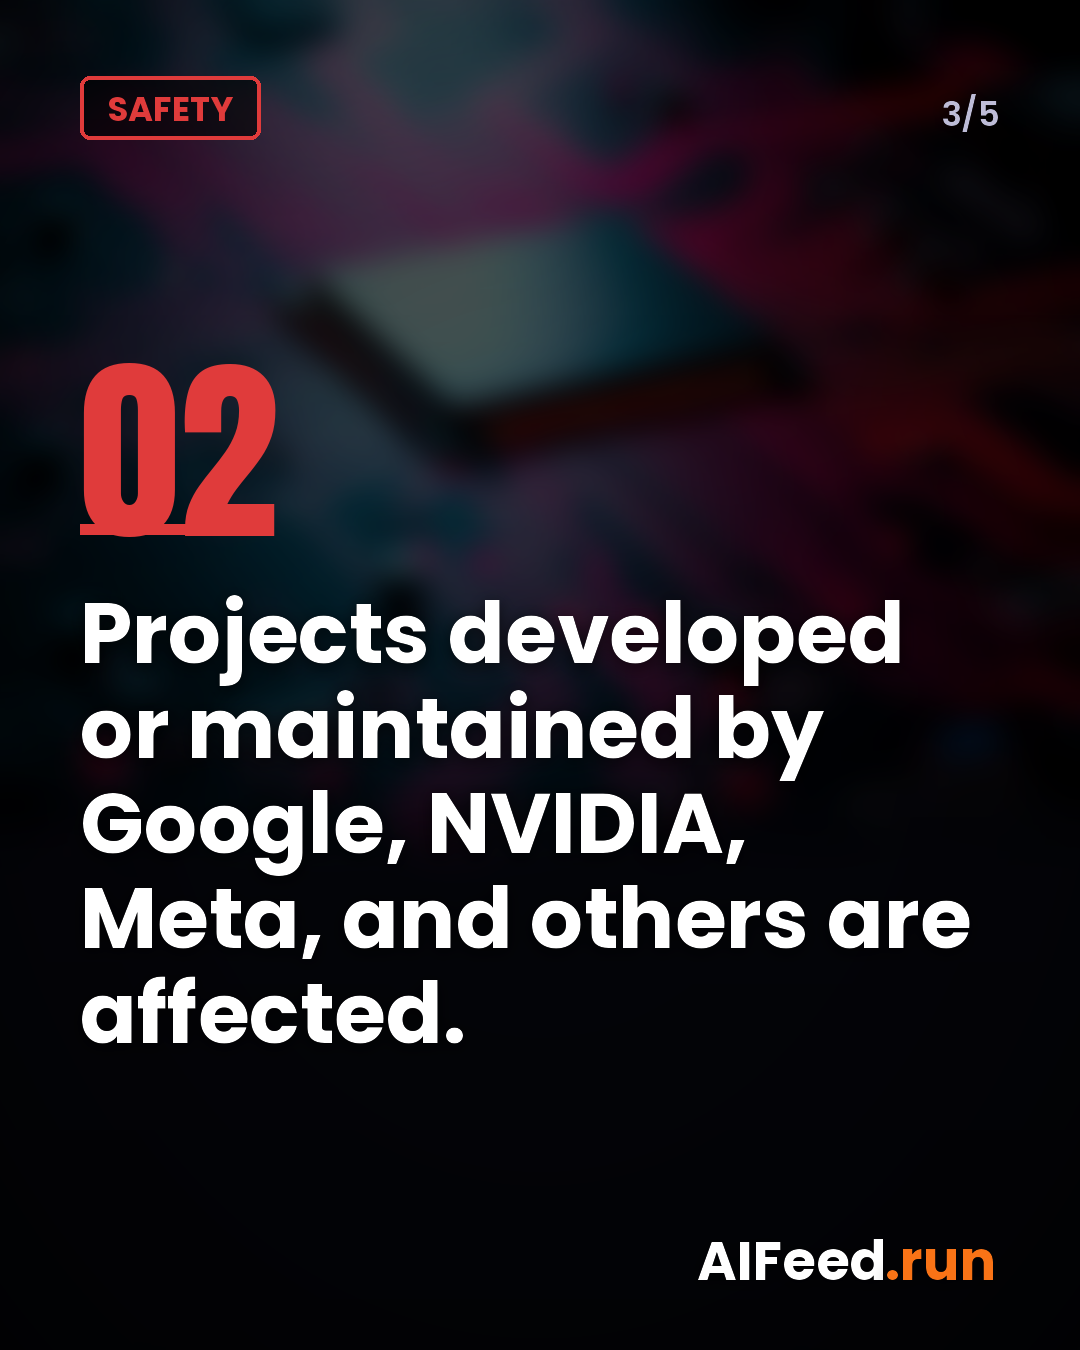 SAFETY
3/5
02
Projects developed
or maintained by
Google, NVIDIA,
Meta, and others are
affected.
AIFeed.run